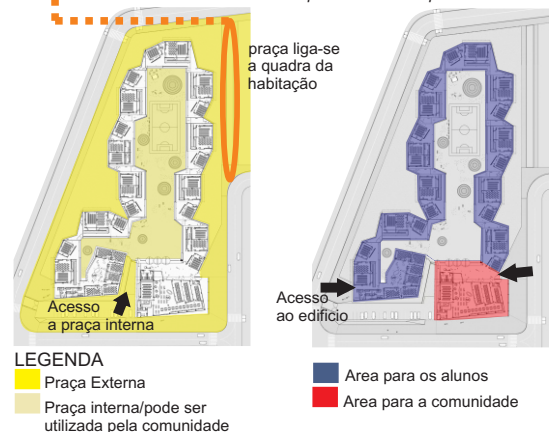 praça liga-se
a quadra da
habitação
Acesso
a praça interna
Acesso
ao edificio
LEGENDA
Praça Externa
Praça interna/pode ser
utilizada pela comunidade
Area para os alunos
Area para a comunidade